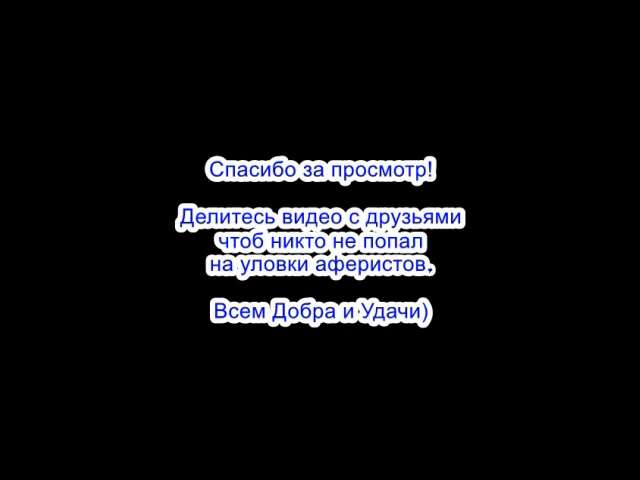 Спасибо за просмотр!
Делитесь видео с друзьями
чтоб никто не попал
на уловки аферистов.
Всем Добра и Удачи)